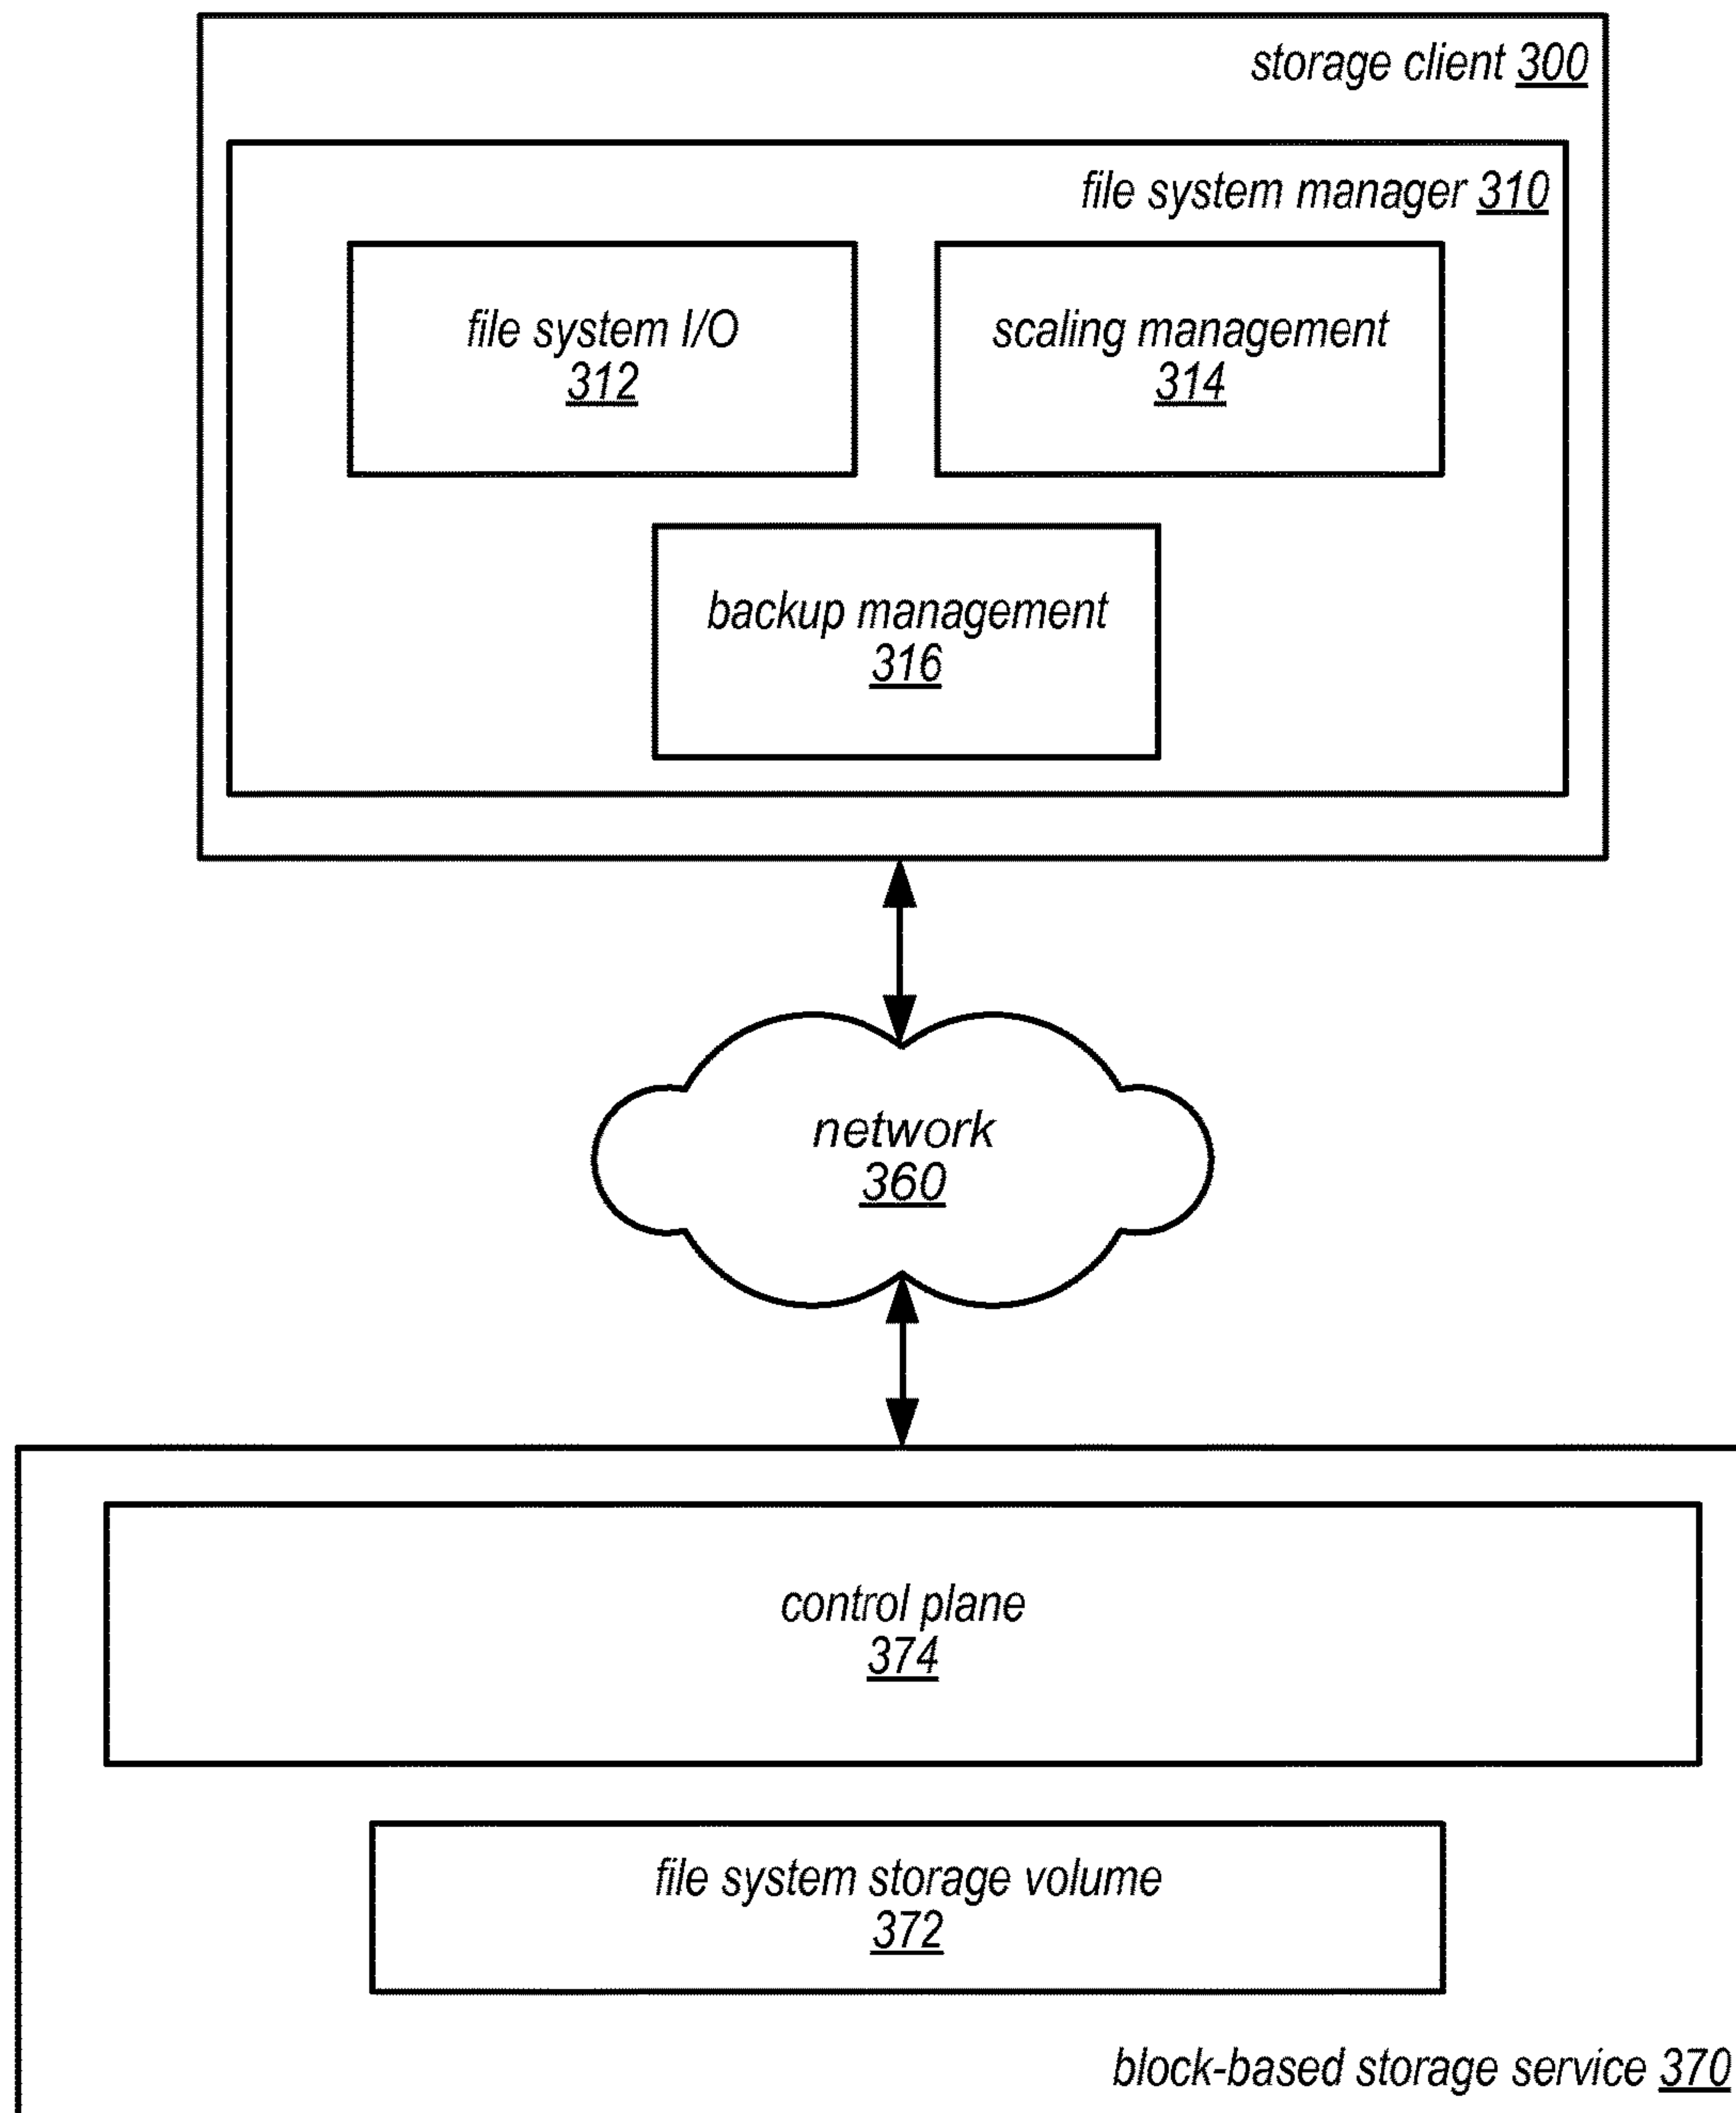 storage client 300
file system manager 310
file system I/O
312
scaling management
314
backup management
316
network
360
control plane
374
file system storage volume
372
block-based storage service 370